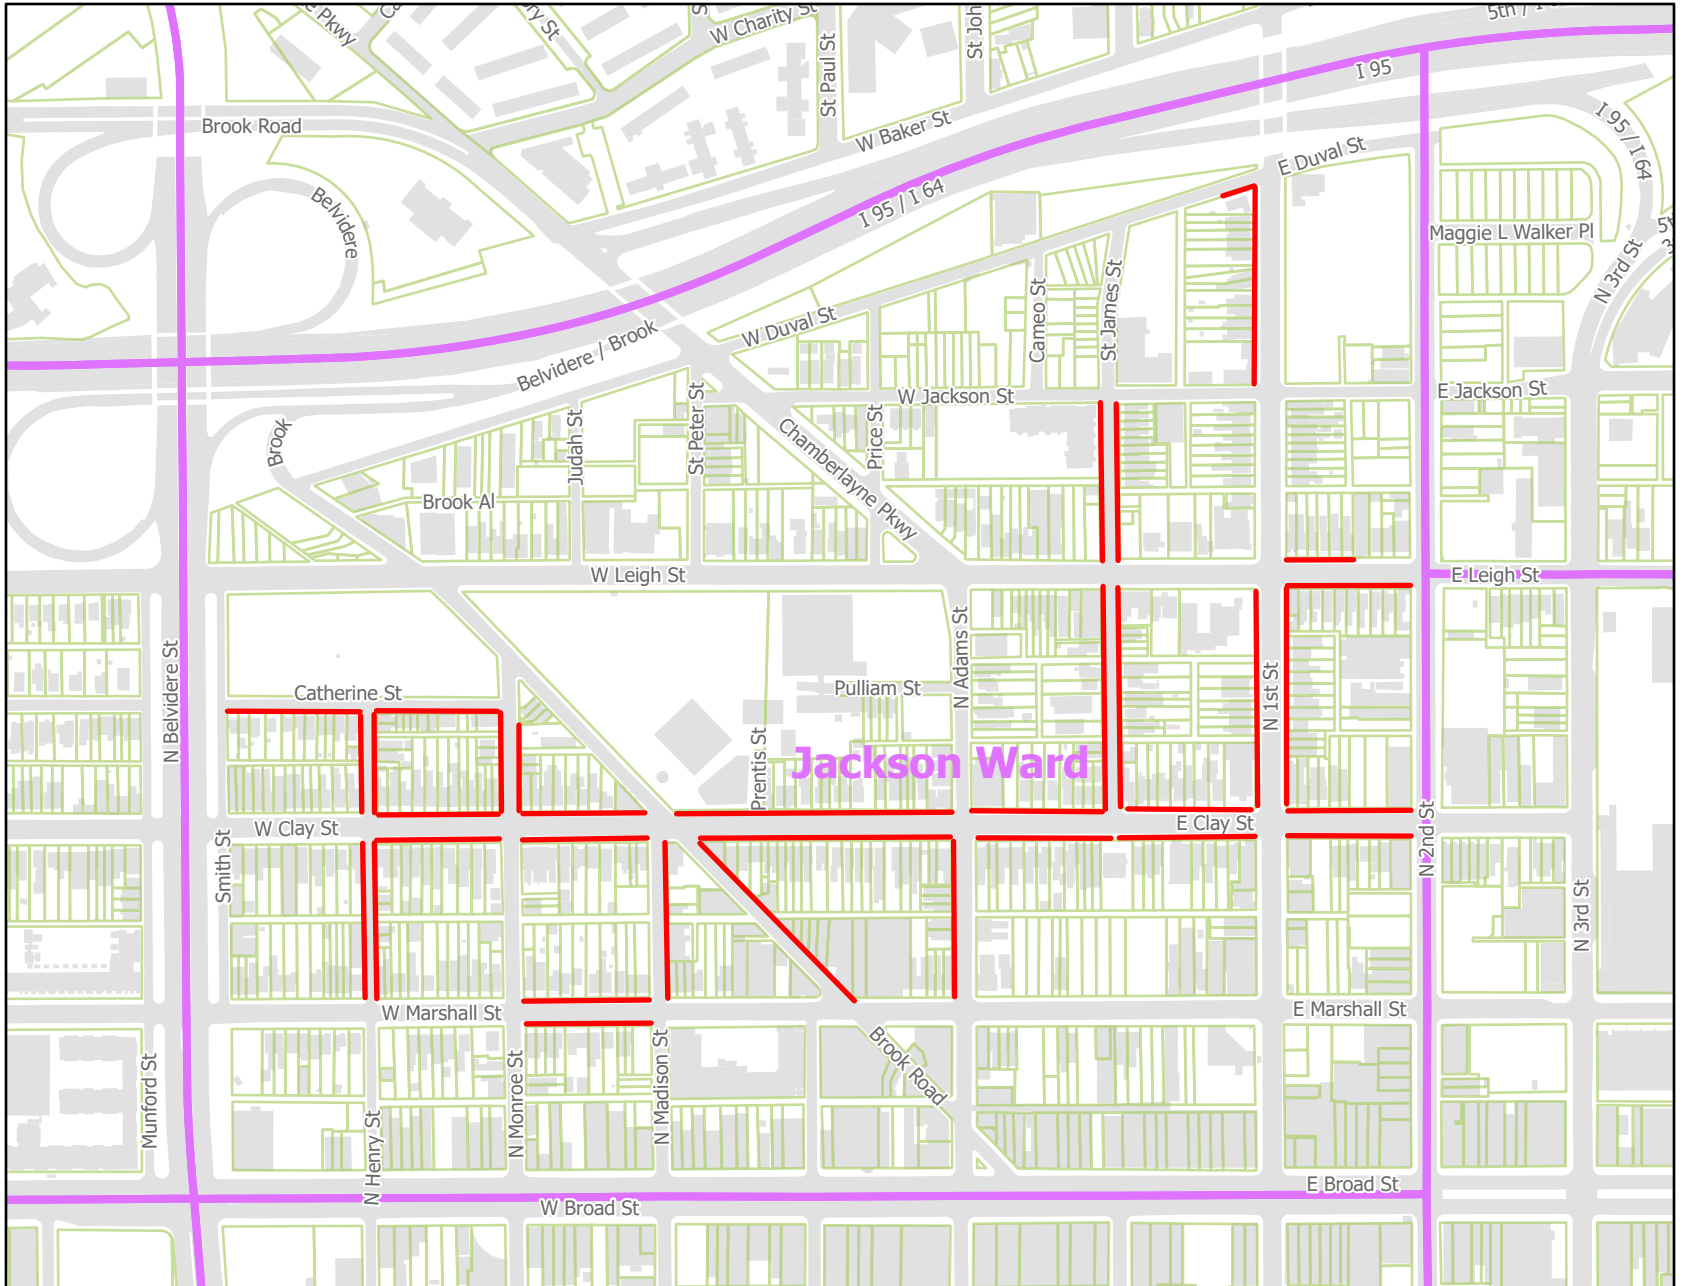 W Charity St
St Paul St
I 95
Brook Road
W Baker St
I 95 / I 64
E Duval St
Belvidere
I 95 / I 64
Maggie L Walker Pl
N 3rd St
Cameo St
St James St
W Duval St
Belvidere / Brook
W Jackson St
E Jackson St
Brook
Judah St
St Peter St
Price St
Chamberlayne Pkwy
Brook Al
W Leigh St
E Leigh St
N Belvidere St
N Adams St
Catherine St
Pulliam St
N 1st St
Prentis St
Jackson Ward
W Clay St
E Clay St
Smith St
N 2nd St
N 3rd St
W Marshall St
E Marshall St
Munford St
N Henry St
N Monroe St
N Madison St
Brook Road
E Broad St
W Broad St